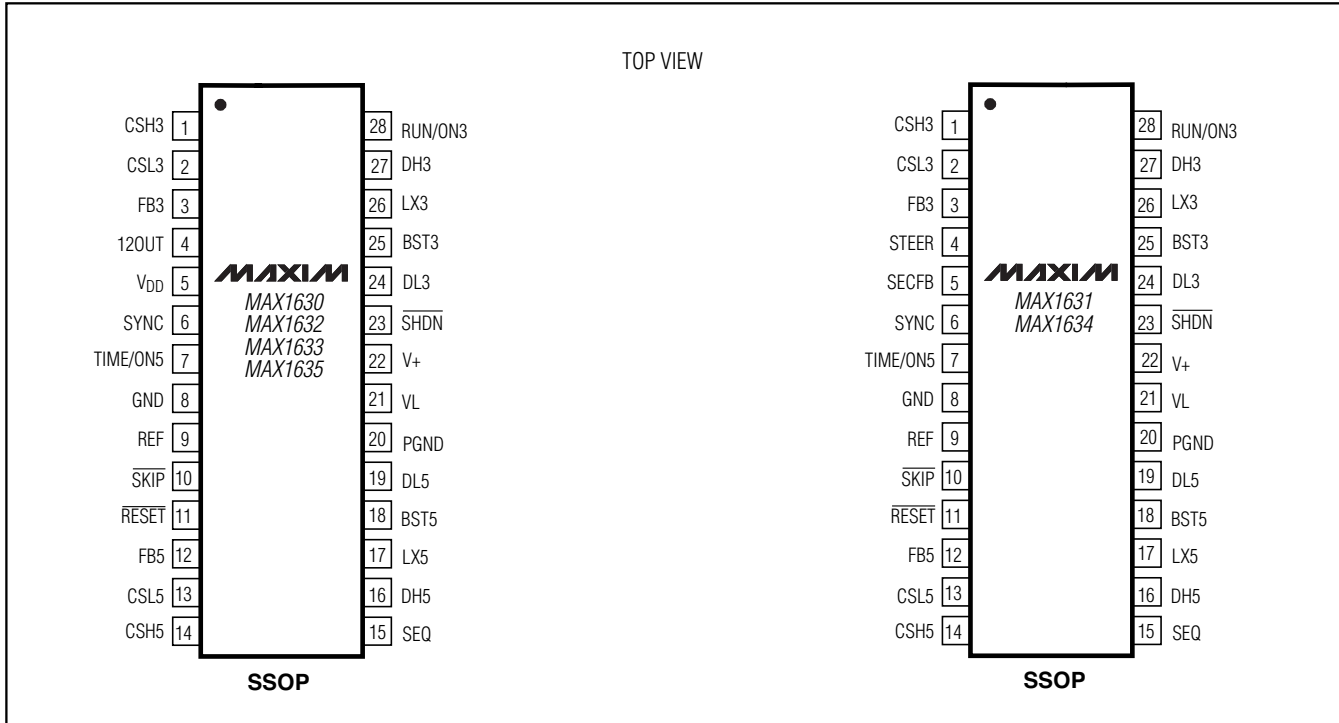 TOP VIEW
CSH3 1
CSL3 2
FB3 3
12OUT 4
VDD 5
SYNC 6
TIME/ON5 7
GND 8
REF 9
SKIP 10
RESET 11
FB5 12
CSL5 13
CSH5 14
MAXIM
MAX1630
MAX1632
MAX1633
MAX1635
28 RUN/ON3
27 DH3
26 LX3
25 BST3
24 DL3
23 SHDN
22 V+
21 VL
20 PGND
19 DL5
18 BST5
17 LX5
16 DH5
15 SEQ
SSOP
CSH3 1
CSL3 2
FB3 3
STEER 4
SECFB 5
SYNC 6
TIME/ON5 7
GND 8
REF 9
SKIP 10
RESET 11
FB5 12
CSL5 13
CSH5 14
MAXIM
MAX1631
MAX1634
28 RUN/ON3
27 DH3
26 LX3
25 BST3
24 DL3
23 SHDN
22 V+
21 VL
20 PGND
19 DL5
18 BST5
17 LX5
16 DH5
15 SEQ
SSOP